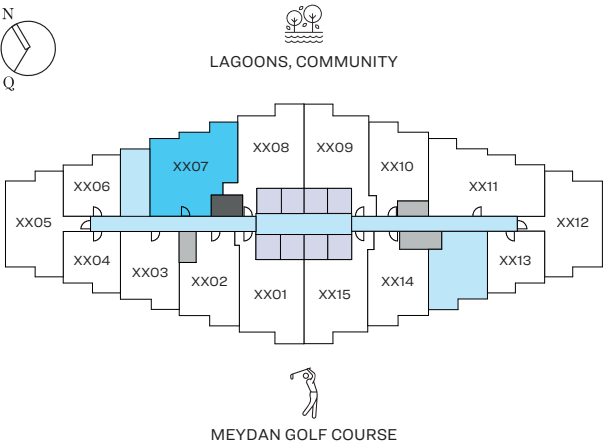 N
Q
LAGOONS, COMMUNITY
XX08
XX09
XX07
XX10
XX06
XX11
XX05
XX12
XX04
XX03
XX02
XX01
XX15
XX14
XX13
MEYDAN GOLF COURSE